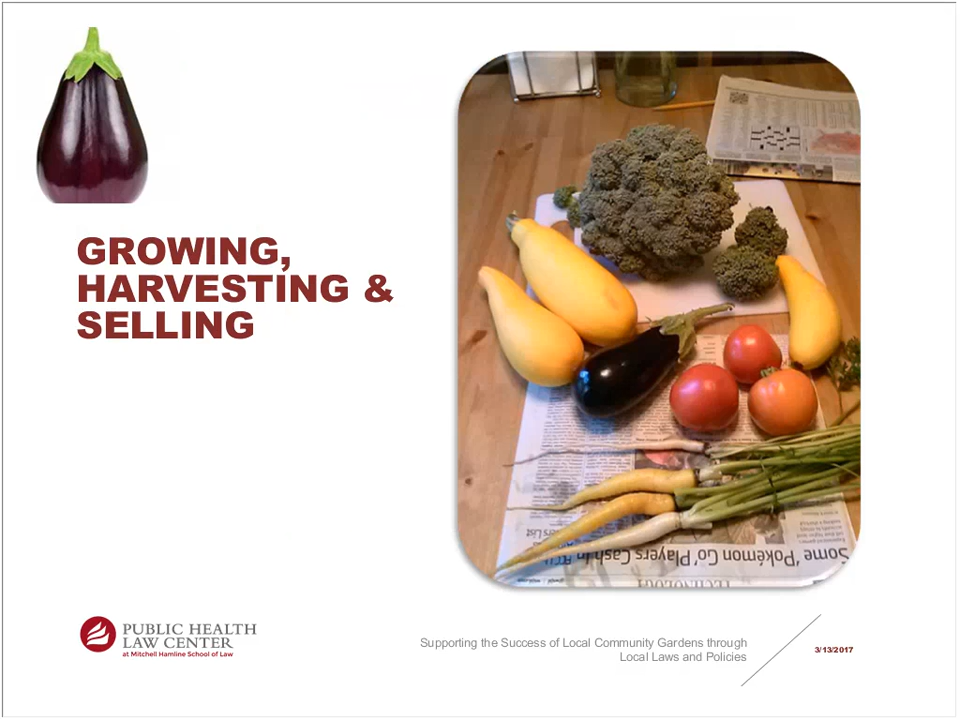 GROWING,
HARVESTING &
SELLING
Some 'Pokémon Go' Players Cash In
TECHNOLOGY
PUBLIC HEALTH
LAW CENTER
at Mitchell Hamline School of Law
Supporting the Success of Local Community Gardens through
Local Laws and Policies
3/13/2017